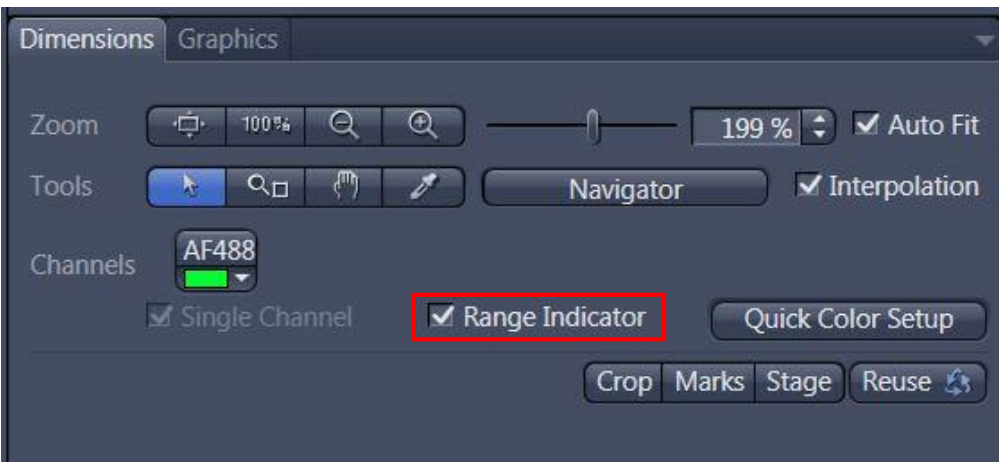 Dimensions Graphics
Zoom 100% 199 % Auto Fit
Tools Navigator Interpolation
Channels AF488
Single Channel Range Indicator Quick Color Setup
Crop Marks Stage Reuse